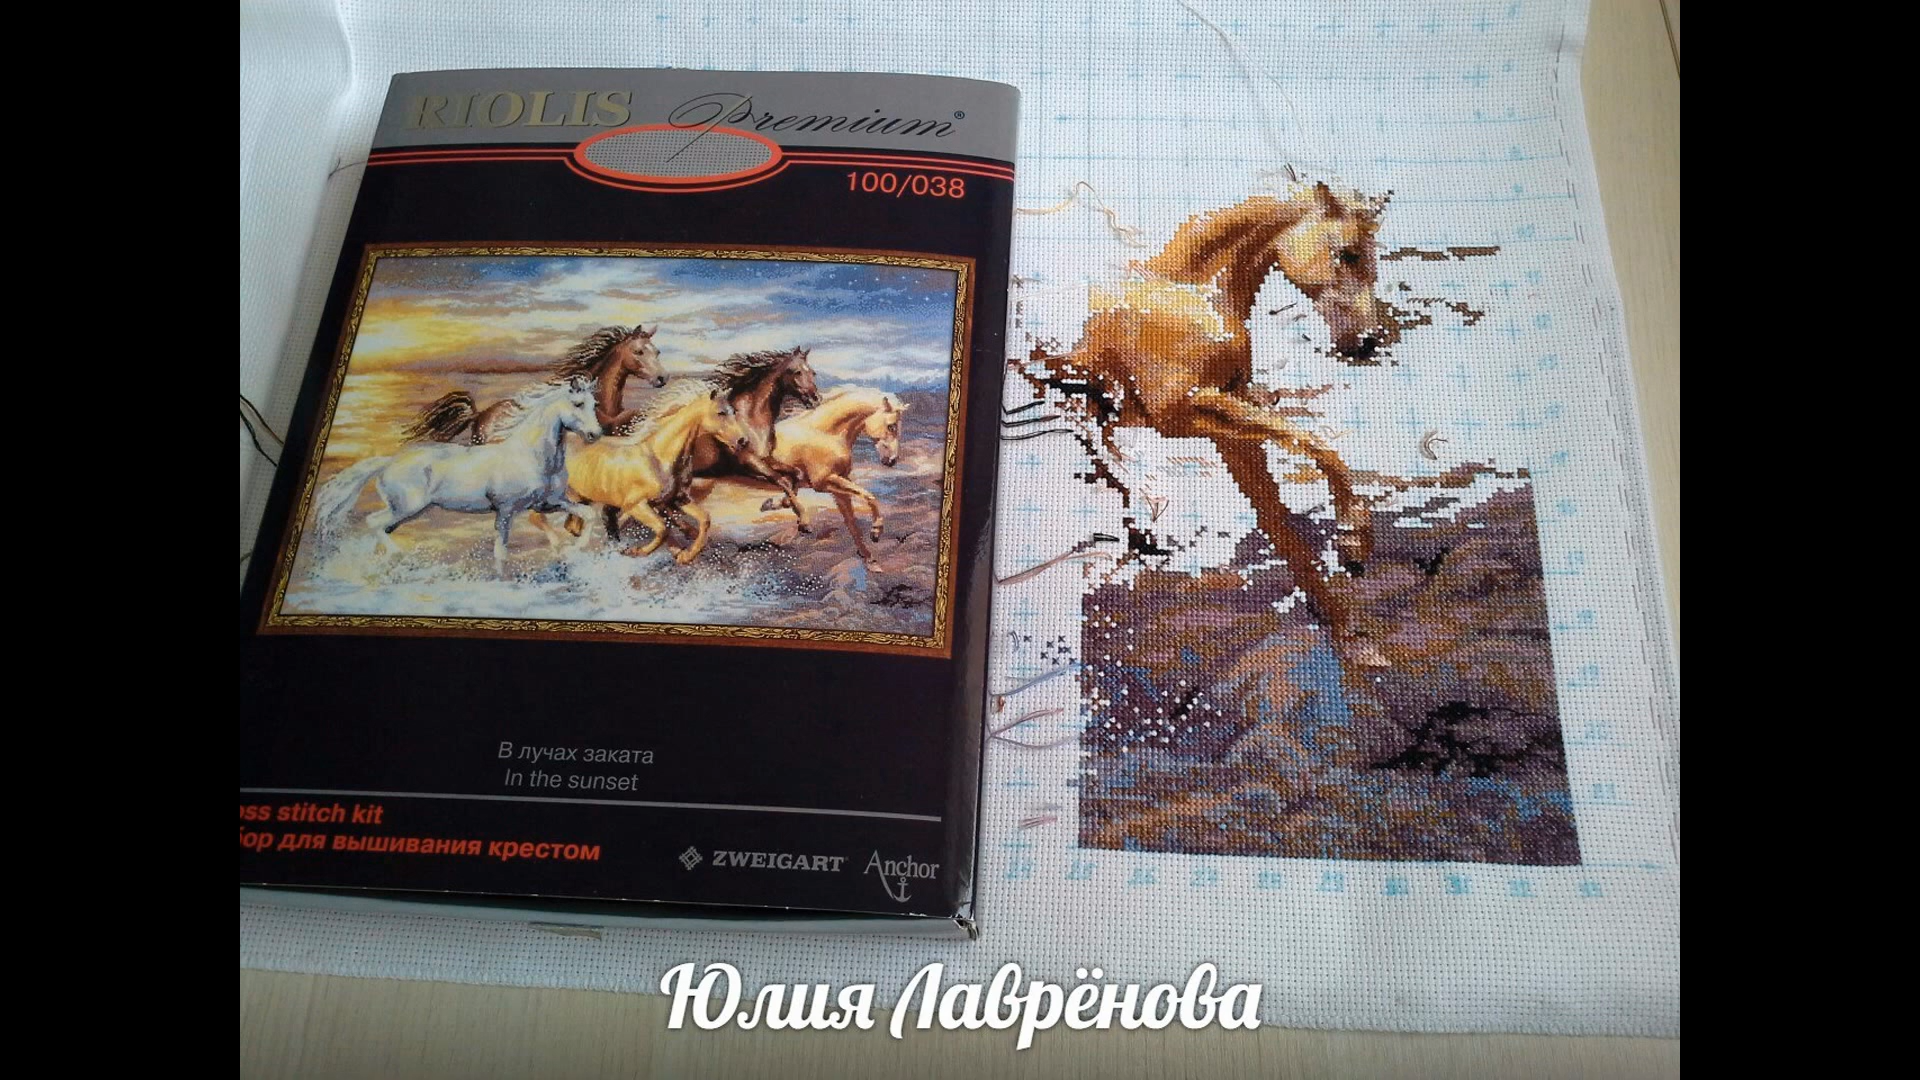 RIOLIS Premium®
100/038
В лучах заката
In the sunset
oss stitch kit
бор для вышивания крестом
ZWEIGART Anchor
Юлия Лаврёнова